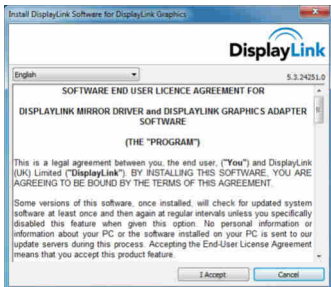 Install DisplayLink Software for DisplayLink Graphics
DisplayLink
English
5.3.24251.0
SOFTWARE END USER LICENCE AGREEMENT FOR
DISPLAYLINK MIRROR DRIVER and DISPLAYLINK GRAPHICS ADAPTER
SOFTWARE
(THE "PROGRAM")
This is a legal agreement between you, the end user, ("You") and DisplayLink
(UK) Limited ("DisplayLink"). BY INSTALLING THIS SOFTWARE, YOU ARE
AGREEING TO BE BOUND BY THE TERMS OF THIS AGREEMENT.
Some versions of this software, once installed, will check for updated system
software at least once and then again at regular intervals unless you specifically
disabled this feature when given this option. No personal information or
information about your PC or the software installed on your PC is sent to our
update servers during this process. Accepting the End-User License Agreement
means that you accept this product feature.
I Accept
Cancel